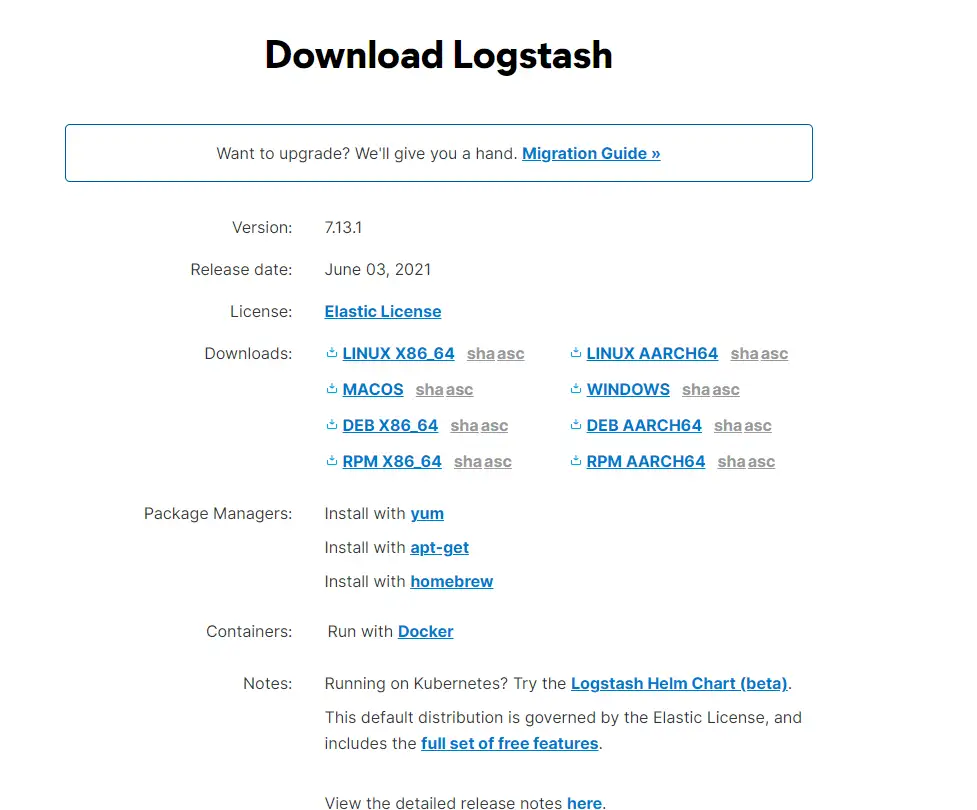 Download Logstash
Want to upgrade? We'll give you a hand. Migration Guide »
Version: 7.13.1
Release date: June 03, 2021
License: Elastic License
Downloads: LINUX X86_64 sha asc LINUX AARCH64 sha asc
MACOS sha asc WINDOWS sha asc
DEB X86_64 sha asc DEB AARCH64 sha asc
RPM X86_64 sha asc RPM AARCH64 sha asc
Package Managers: Install with yum
Install with apt-get
Install with homebrew
Containers: Run with Docker
Notes: Running on Kubernetes? Try the Logstash Helm Chart (beta).
This default distribution is governed by the Elastic License, and
includes the full set of free features.
View the detailed release notes here.